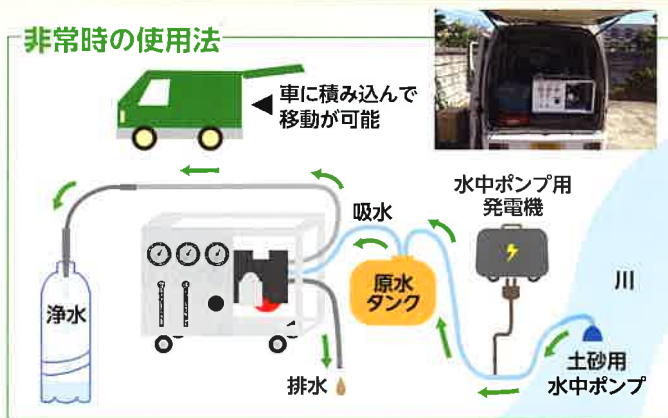 非常時の使用法
車に積み込んで
移動が可能
水中ポンプ用
発電機
吸水
川
原水
タンク
浄水
土砂用
水中ポンプ
排水